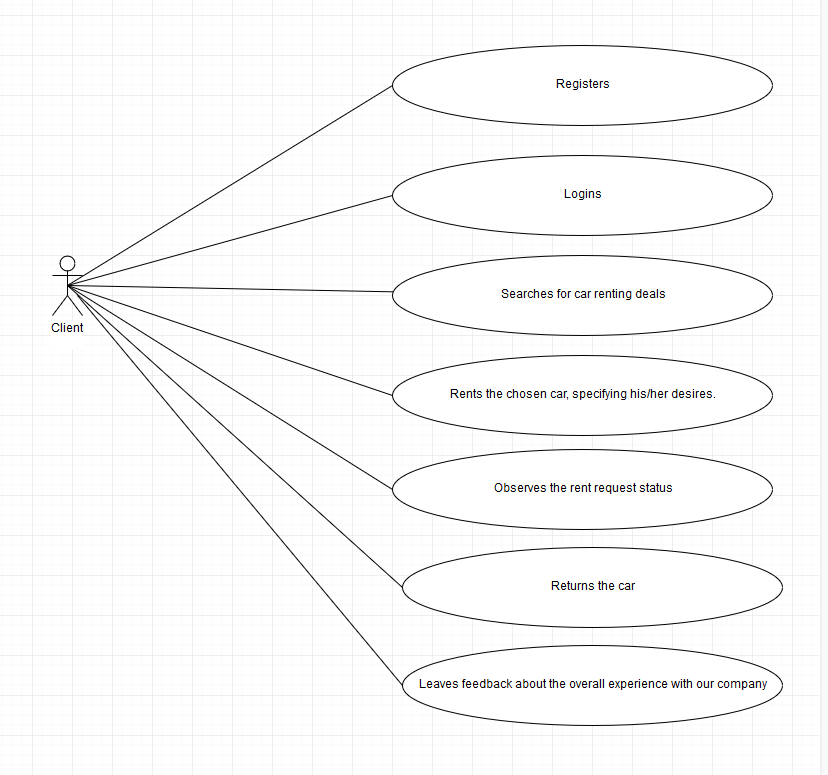 Registers
Logins
Searches for car renting deals
Client
Rents the chosen car, specifying his/her desires.
Observes the rent request status
Returns the car
Leaves feedback about the overall experience with our company